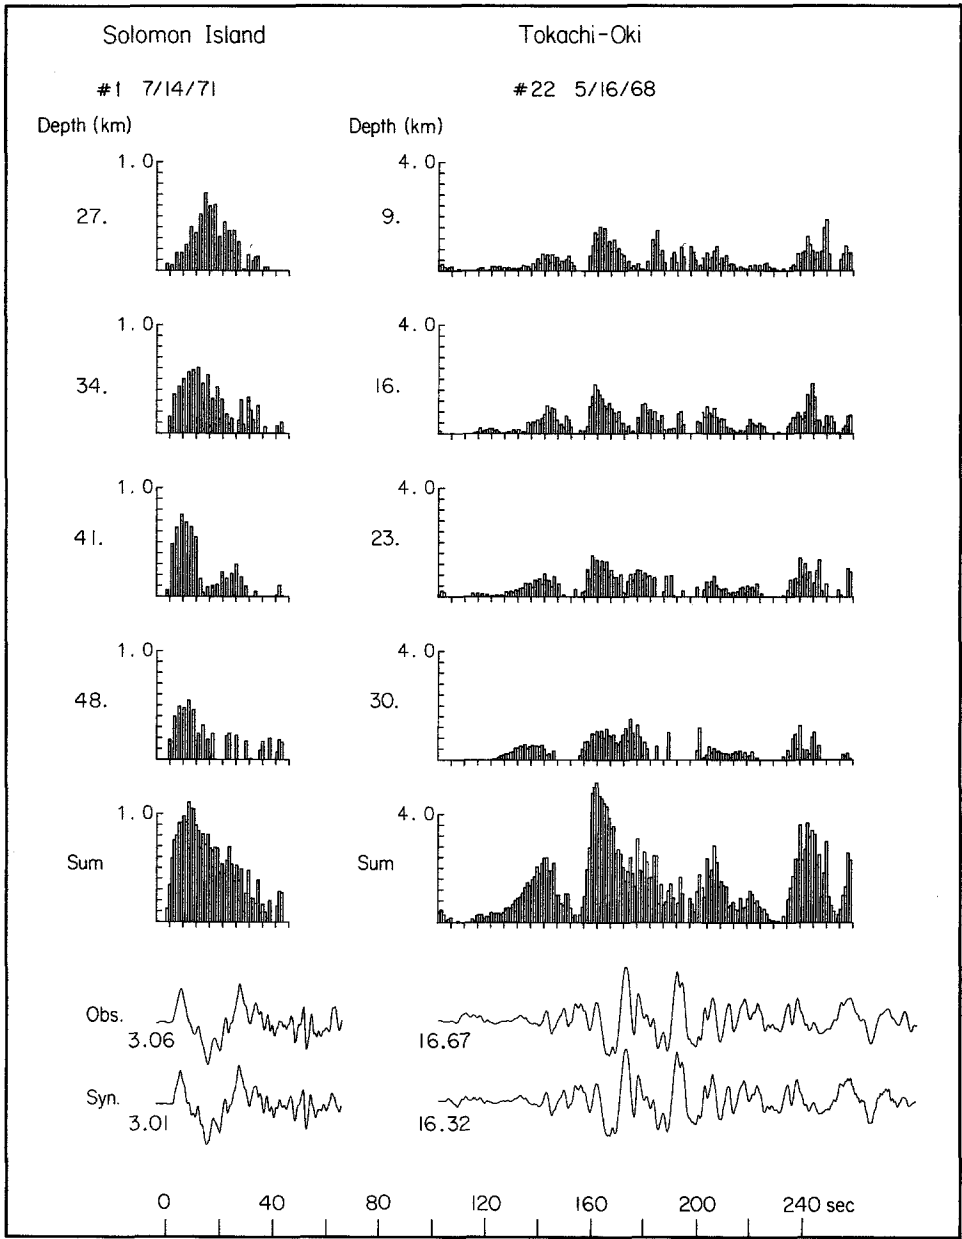 Solomon Island
Tokachi-Oki
#1 7/14/71
#22 5/16/68
Depth (km)
Depth (km)
1.0
4.0
27.
9.
1.0
4.0
34.
16.
1.0
4.0
41.
23.
1.0
4.0
48.
30.
1.0
4.0
Sum
Sum
Obs.
3.06
16.67
Syn.
3.01
16.32
0 40 80 120 160 200 240 sec